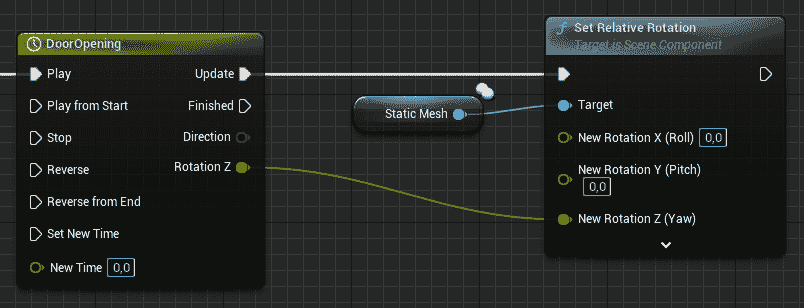 DoorOpening
Play
Update
Play from Start
Finished
Stop
Direction
Reverse
Rotation Z
Reverse from End
Set New Time
New Time 0,0
Static Mesh
Set Relative Rotation
Target is Scene Component
Target
New Rotation X (Roll) 0,0
New Rotation Y (Pitch)
0,0
New Rotation Z (Yaw)